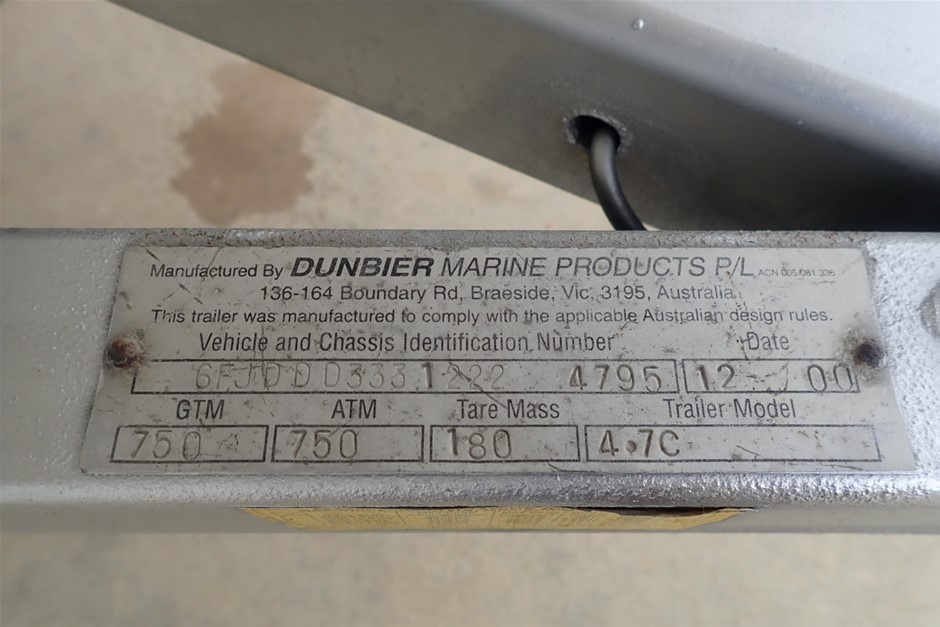 Manufactured By DUNBIER MARINE PRODUCTS P/L ACN 005 081 336
136-164 Boundary Rd, Braeside, Vic, 3195, Australia.
This trailer was manufactured to comply with the applicable Australian design rules.
Vehicle and Chassis Identification Number Date
6FJDDD3331222 4795 12- 00
GTM ATM Tare Mass Trailer Model
750 750 180 4.7C